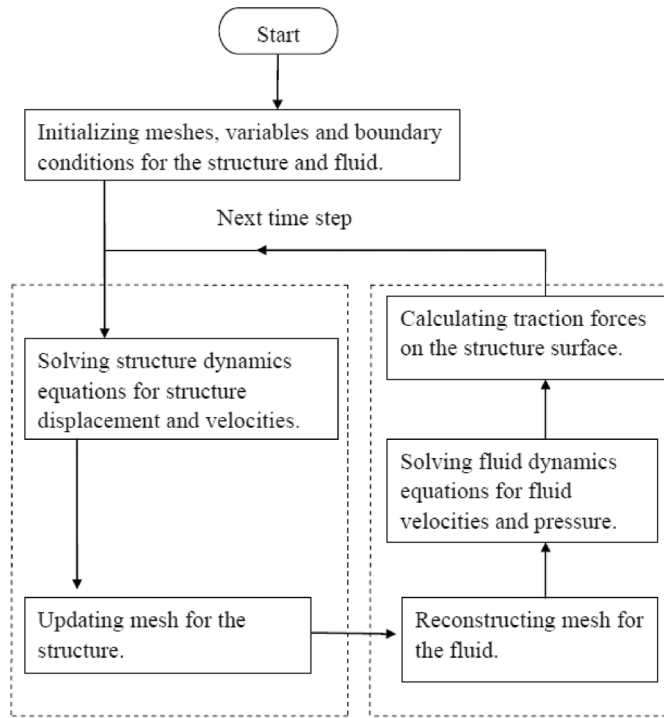 Start
Initializing meshes, variables and boundary
conditions for the structure and fluid.
Next time step
Solving structure dynamics
equations for structure
displacement and velocities.
Updating mesh for the
structure.
Reconstructing mesh for
the fluid.
Solving fluid dynamics
equations for fluid
velocities and pressure.
Calculating traction forces
on the structure surface.